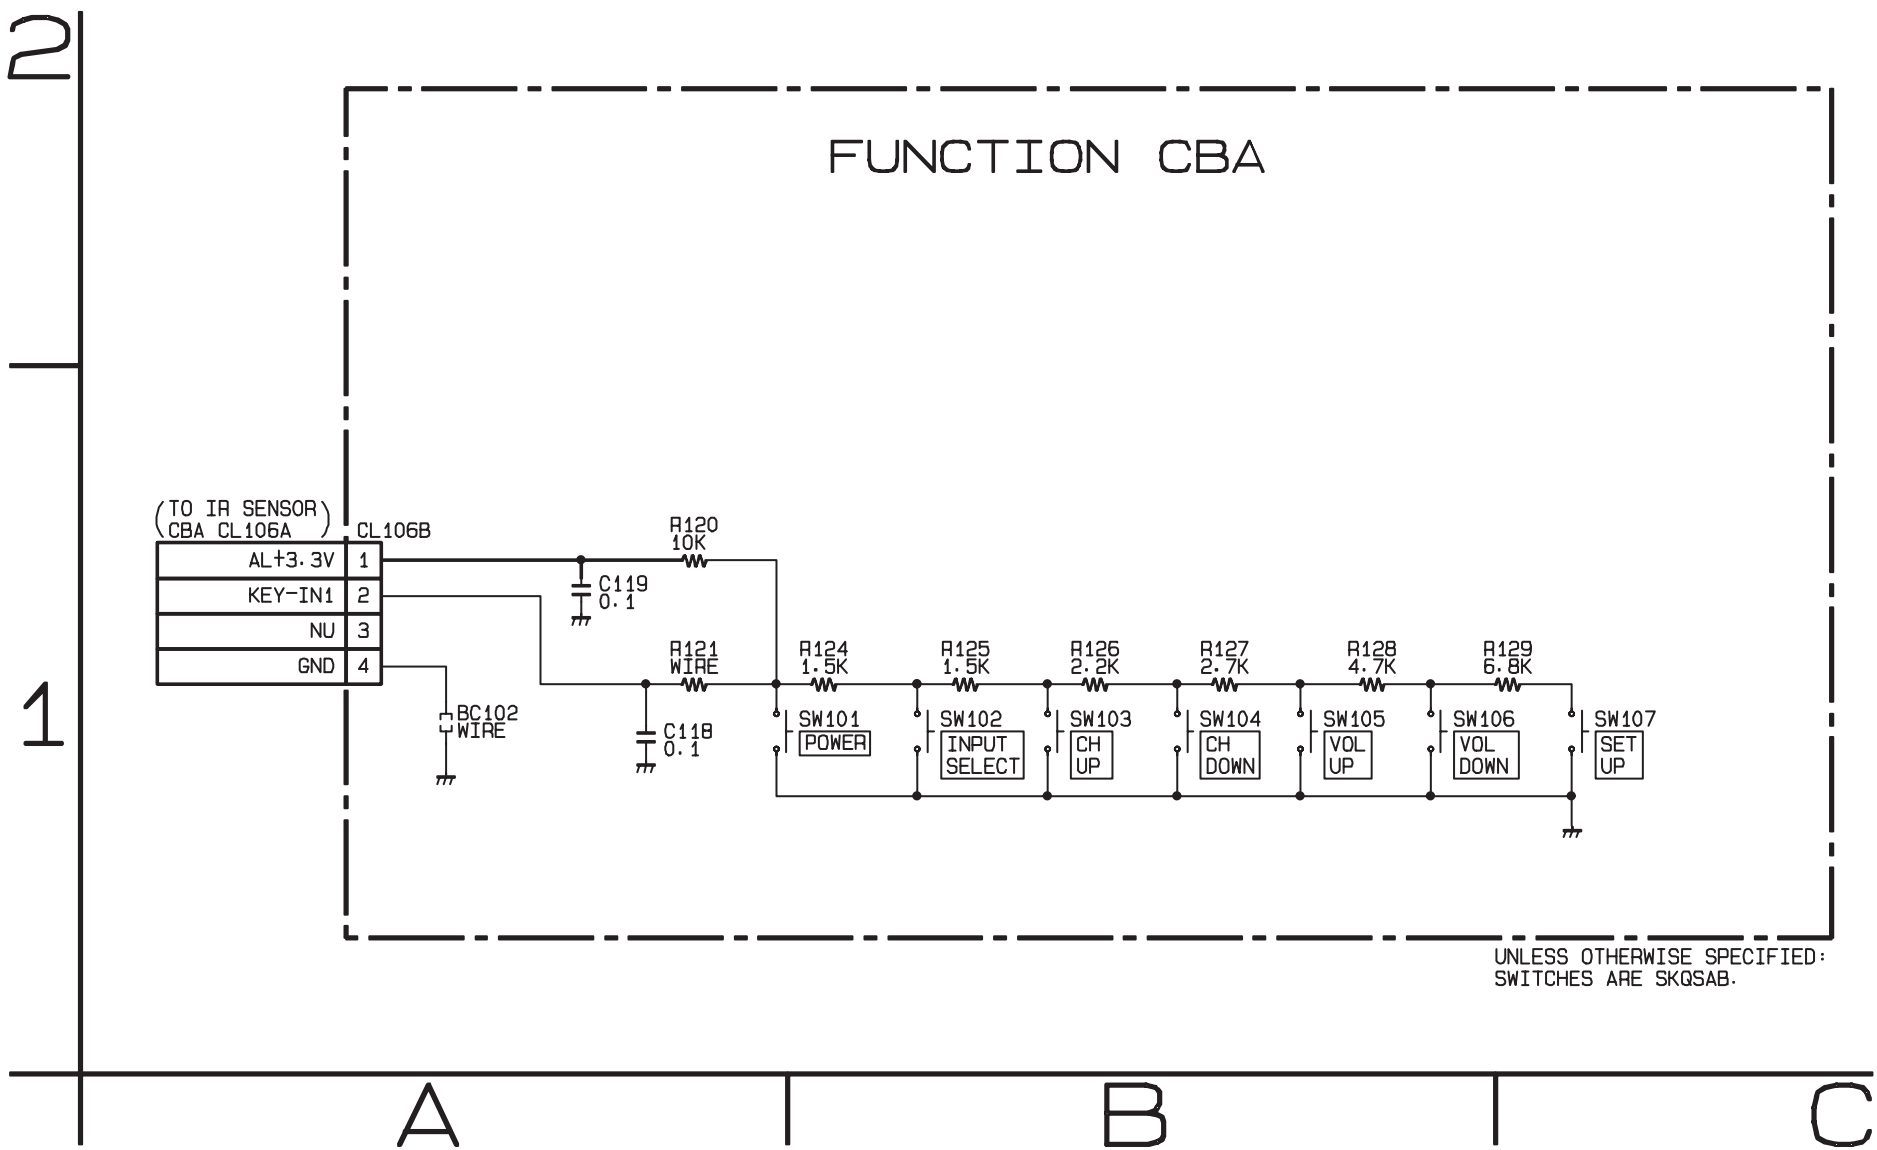 2
FUNCTION CBA
(TO IR SENSOR
CBA CL106A)
CL106B
AL+3.3V 1
KEY-IN1 2
NU 3
GND 4
R120
10K
C119
0.1
R121
WIRE
R124
1.5K
R125
1.5K
R126
2.2K
R127
2.7K
R128
4.7K
R129
6.8K
1
BC102
WIRE
C118
0.1
SW101
POWER
SW102
INPUT
SELECT
SW103
CH
UP
SW104
CH
DOWN
SW105
VOL
UP
SW106
VOL
DOWN
SW107
SET
UP
UNLESS OTHERWISE SPECIFIED:
SWITCHES ARE SKQSAB.
A B C